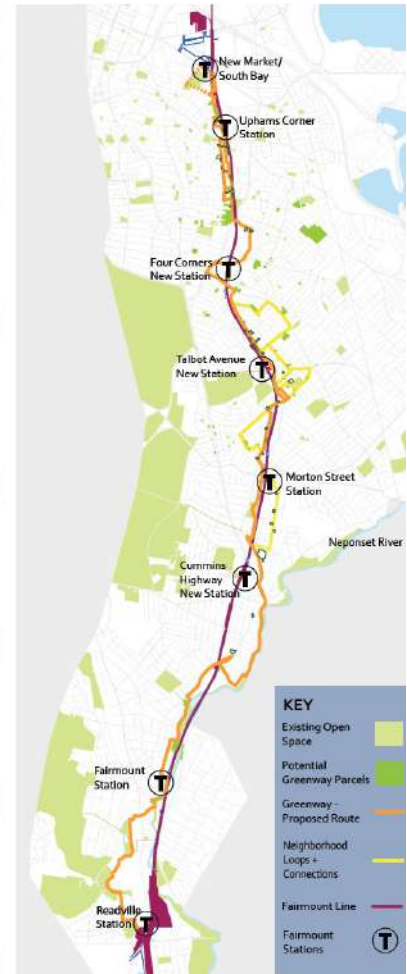 New Market/
South Bay
Uphams Corner
Station
Four Corners
New Station
Talbot Avenue
New Station
Morton Street
Station
Neponset River
Cummins
Highway
New Station
Fairmount
Station
Readville
Station
KEY
Existing Open
Space
Potential
Greenway Parcels
Greenway -
Proposed Route
Neighborhood
Loops +
Connections
Fairmount Line
Fairmount
Stations
T
T
T
T
T
T
T
T
T